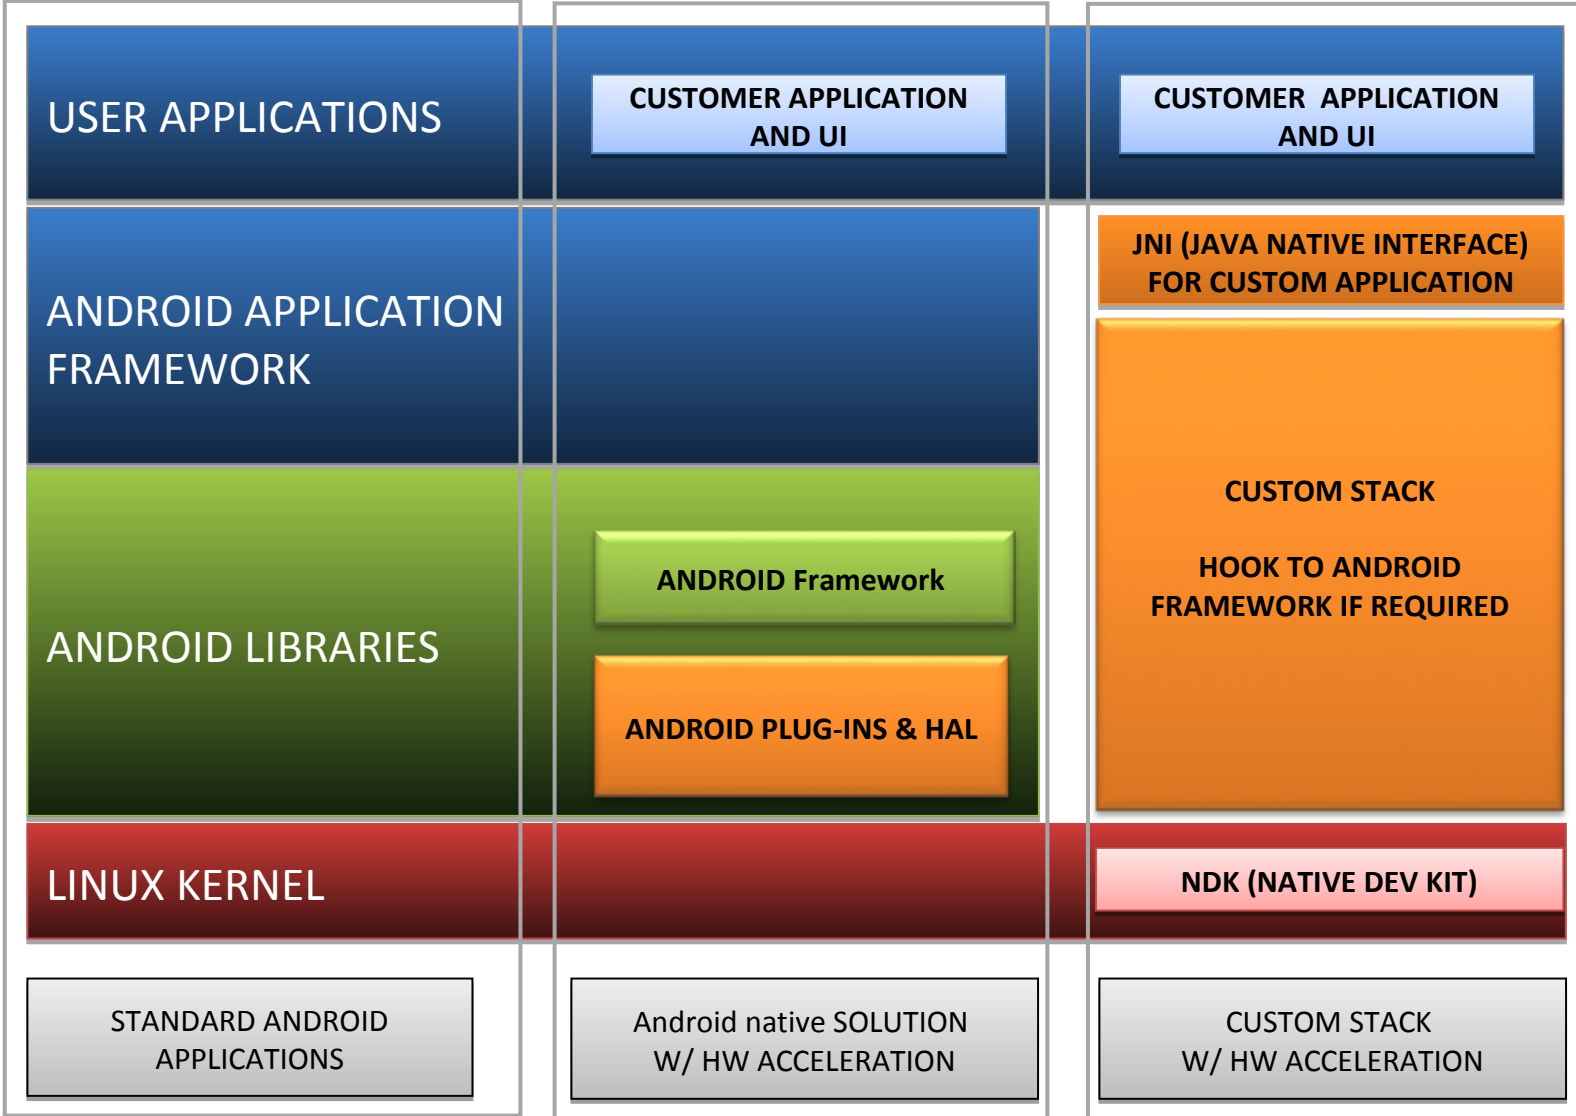 USER APPLICATIONS
CUSTOMER APPLICATION
AND UI
CUSTOMER APPLICATION
AND UI
ANDROID APPLICATION
FRAMEWORK
JNI (JAVA NATIVE INTERFACE)
FOR CUSTOM APPLICATION
CUSTOM STACK
HOOK TO ANDROID
FRAMEWORK IF REQUIRED
ANDROID LIBRARIES
ANDROID Framework
ANDROID PLUG-INS & HAL
LINUX KERNEL
NDK (NATIVE DEV KIT)
STANDARD ANDROID
APPLICATIONS
Android native SOLUTION
W/ HW ACCELERATION
CUSTOM STACK
W/ HW ACCELERATION